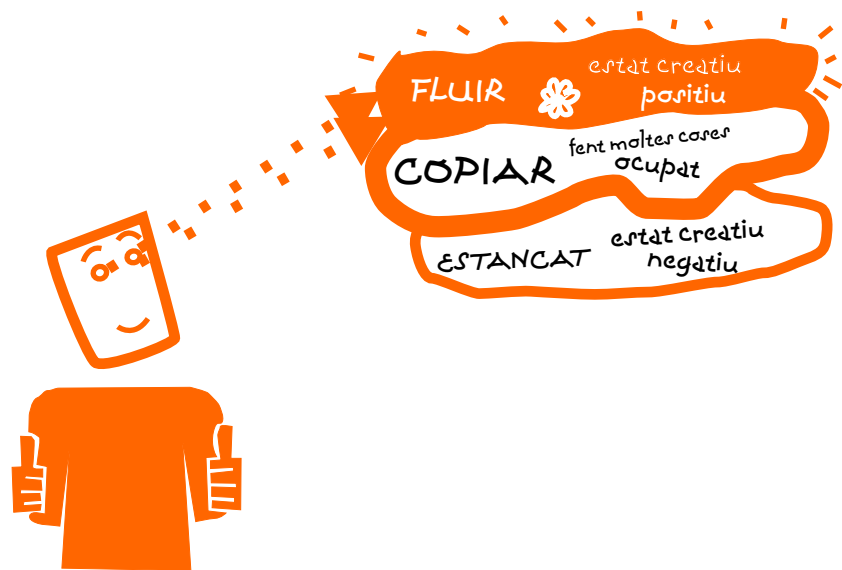 FLUIR
estat creatiu
positiu
COPIAR
fent moltes coses
ocupat
ESTANCAT
estat creatiu
negatiu